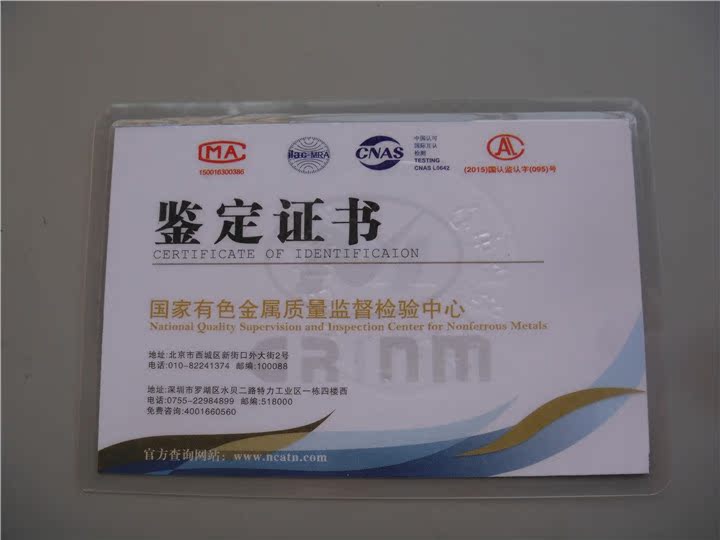 CMA
150016300386
ilac-MRA
CNAS
中国认可
国际互认
检测
TESTING
CNAS L0642
CAL
(2015)国认监认字(095)号
鉴定证书
CERTIFICATE OF IDENTIFICAION
国家有色金属质量监督检验中心
National Quality Supervision and Inspection Center for Nonferrous Metals
CRINM
地址:北京市西城区新街口外大街2号
电话:010-82241374 邮编:100088
地址:深圳市罗湖区水贝二路特力工业区一栋四楼西
电话:0755-22984899 邮编:518000
免费咨询:4001660560
官方查询网站: www.ncatn.com